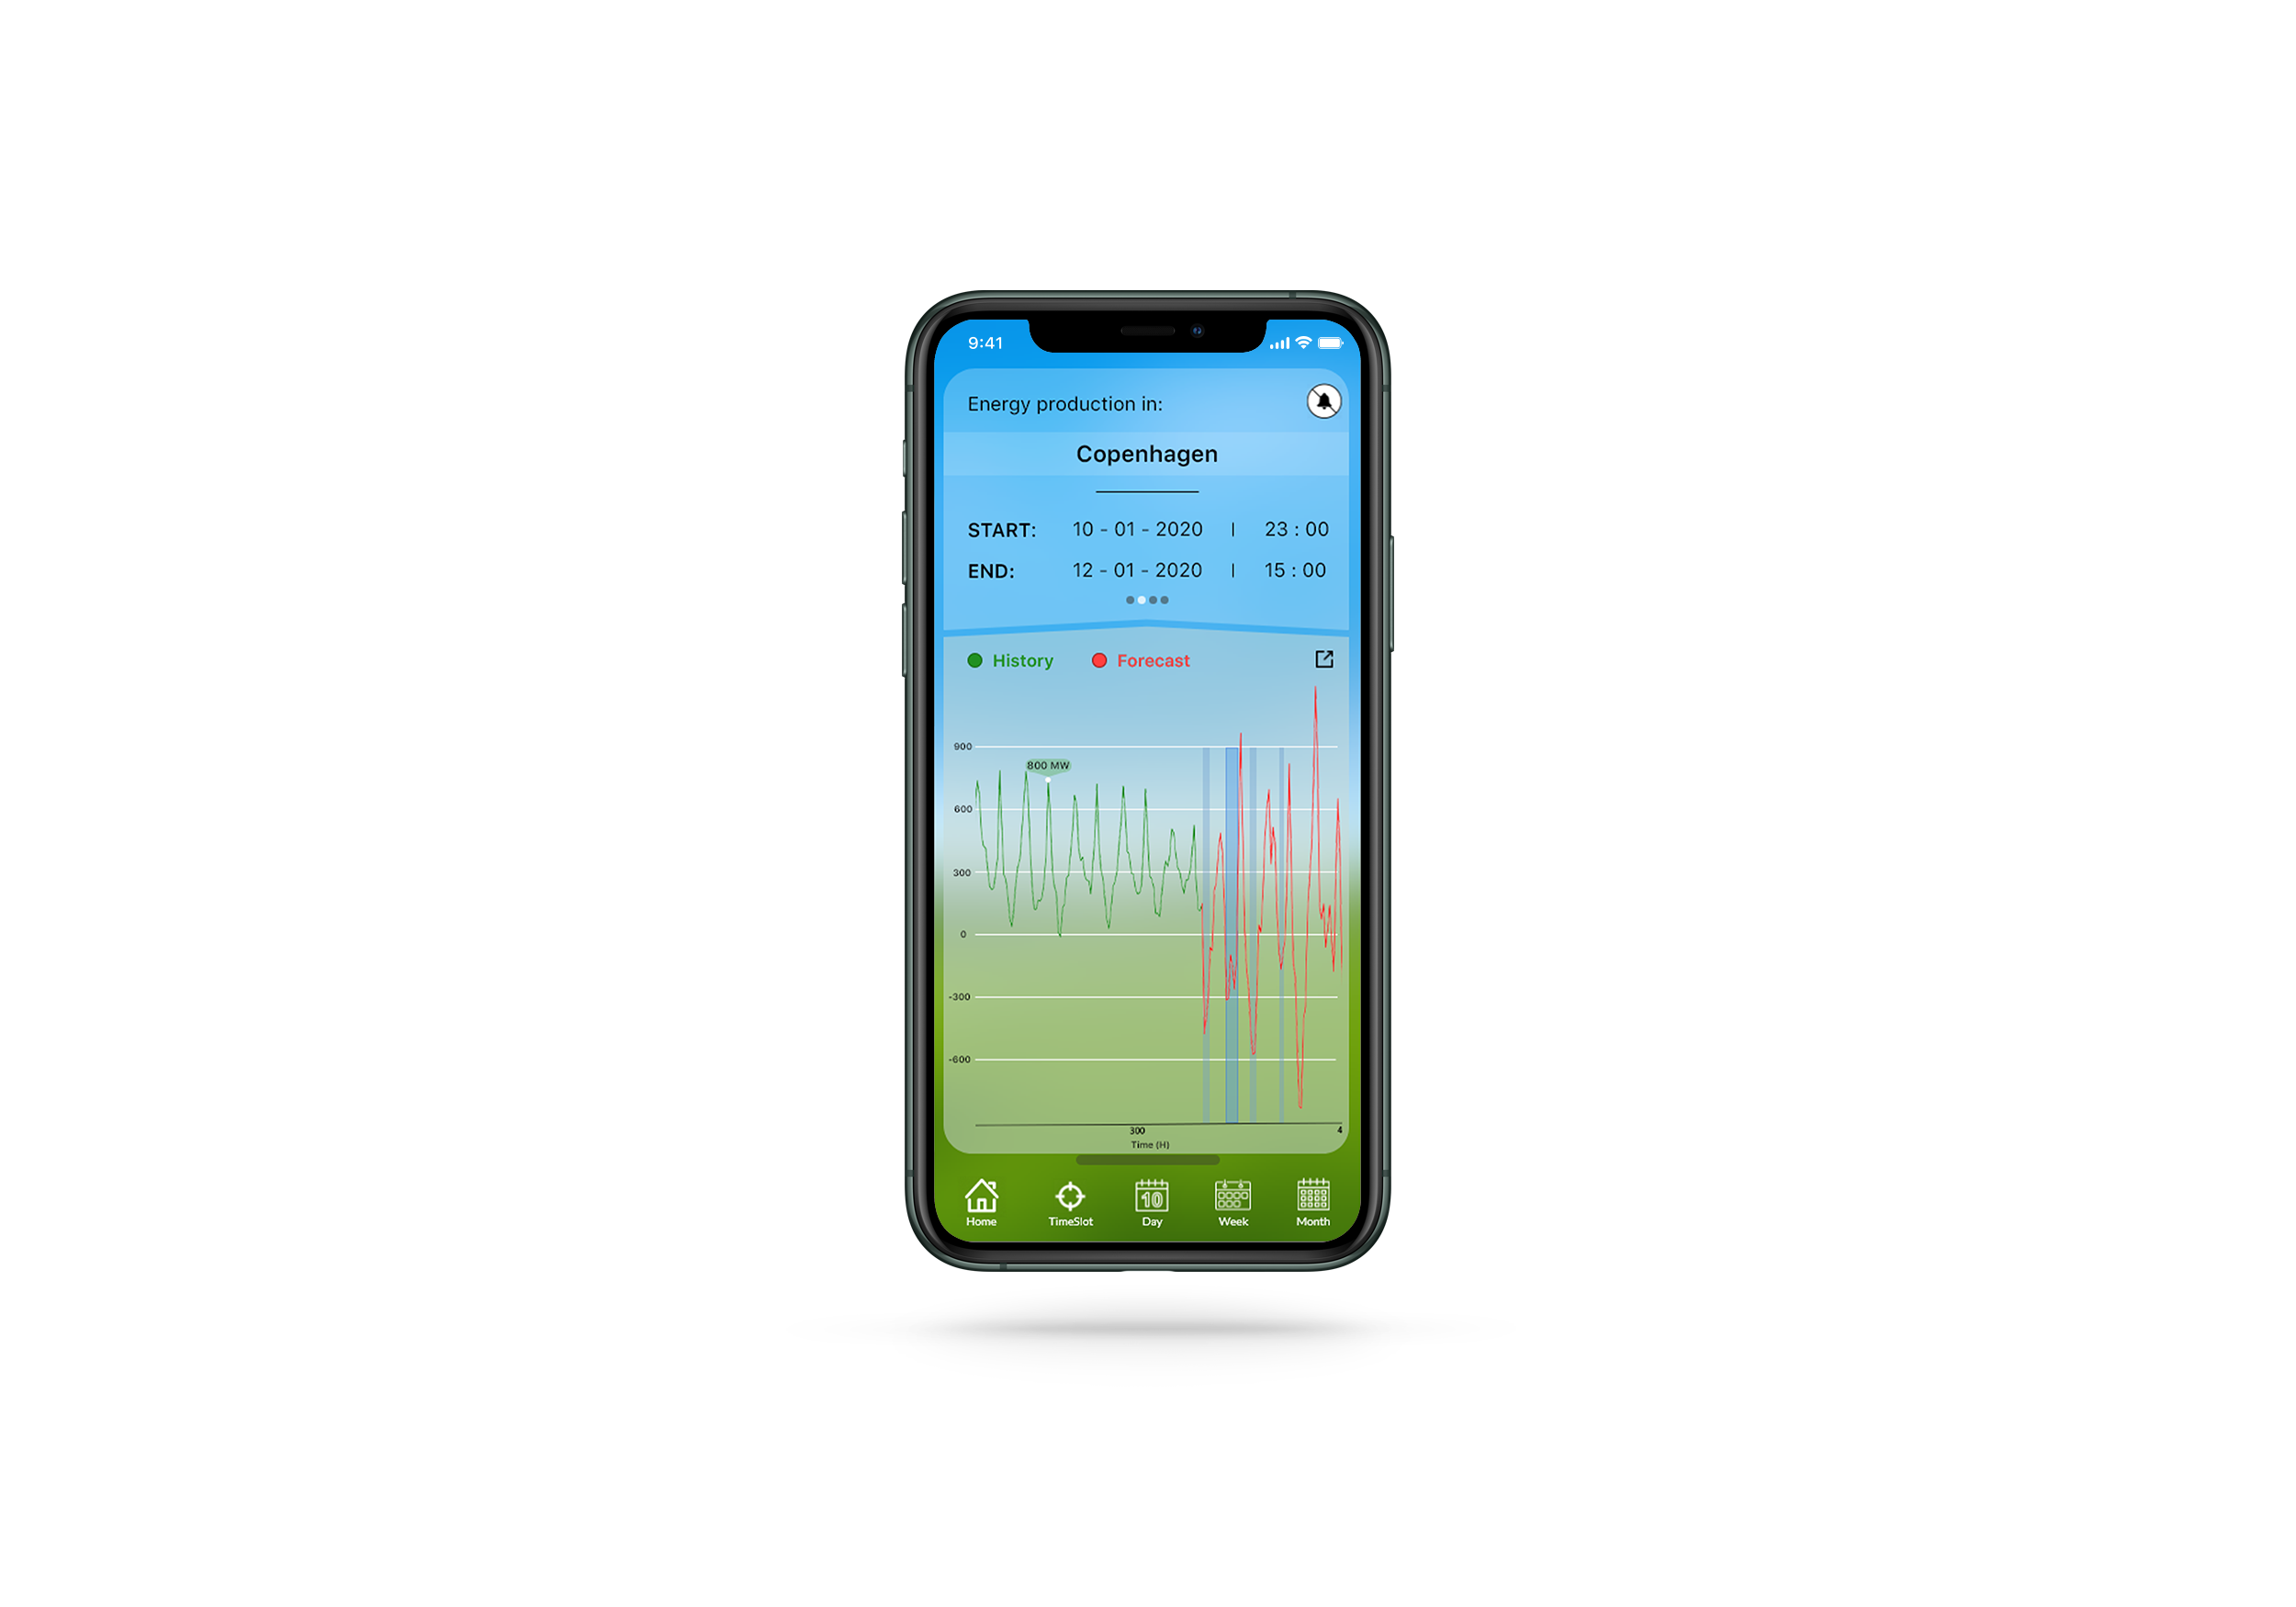 9:41
Energy production in:
Copenhagen
START: 10 - 01 - 2020 | 23 : 00
END: 12 - 01 - 2020 | 15 : 00
History Forecast
900
800 MW
600
300
0
-300
-600
300 4
Time (H)
10
Home TimeSlot Day Week Month